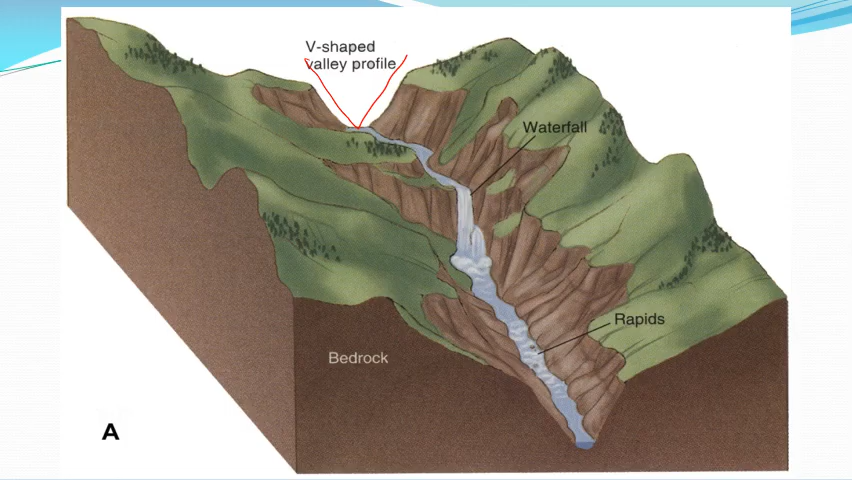 V-shaped
valley profile
Waterfall
Rapids
Bedrock
A